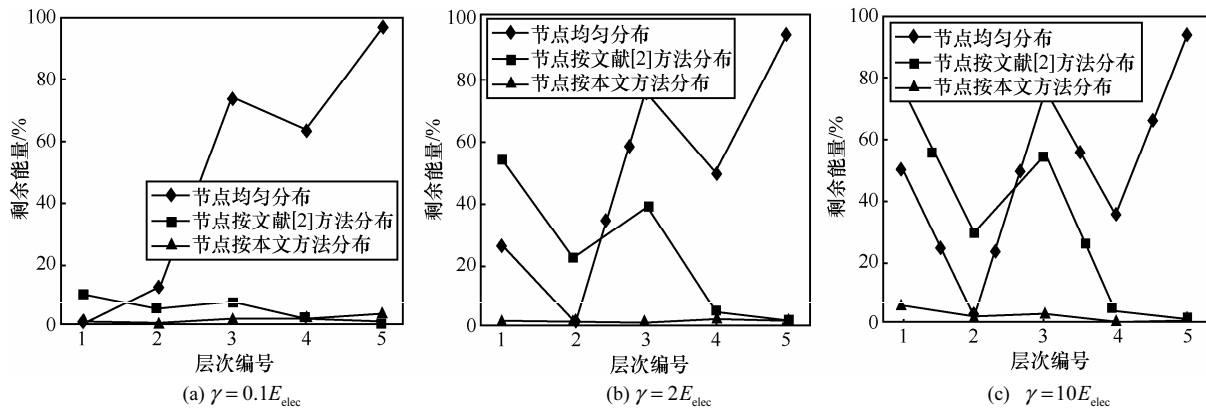 100
80
60
40
20
0
剩余能量/%
节点均匀分布
节点按文献[2]方法分布
节点按本文方法分布
1 2 3 4 5
层次编号
(a) γ = 0.1E_elec
100
80
60
40
20
0
剩余能量/%
节点均匀分布
节点按文献[2]方法分布
节点按本文方法分布
1 2 3 4 5
层次编号
(b) γ = 2E_elec
100
80
60
40
20
0
剩余能量/%
节点均匀分布
节点按文献[2]方法分布
节点按本文方法分布
1 2 3 4 5
层次编号
(c) γ = 10E_elec